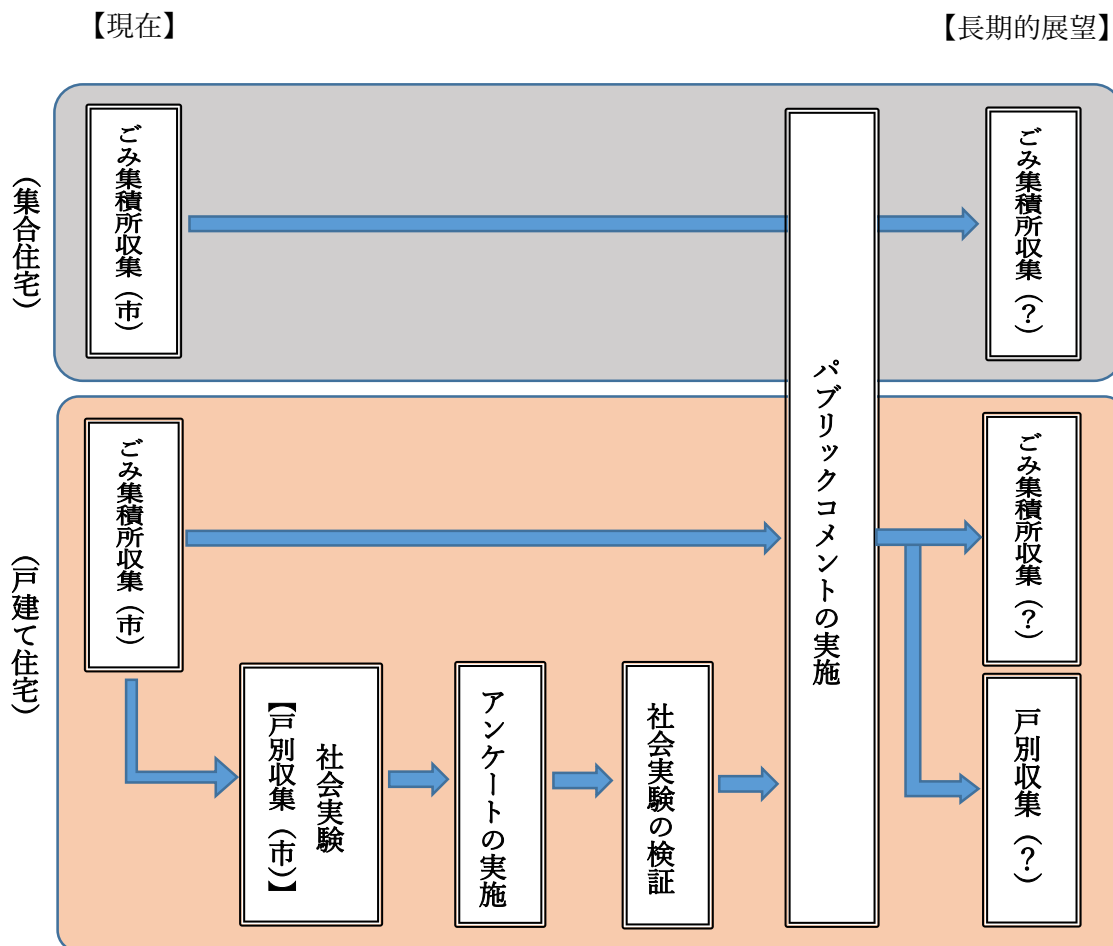 【現在】
【長期的展望】
（集合住宅）
ごみ集積所収集（市）
パブリックコメントの実施
ごみ集積所収集（？）
（戸建て住宅）
ごみ集積所収集（市）
社会実験
【戸別収集（市）】
アンケートの実施
社会実験の検証
ごみ集積所収集（？）
戸別収集（？）